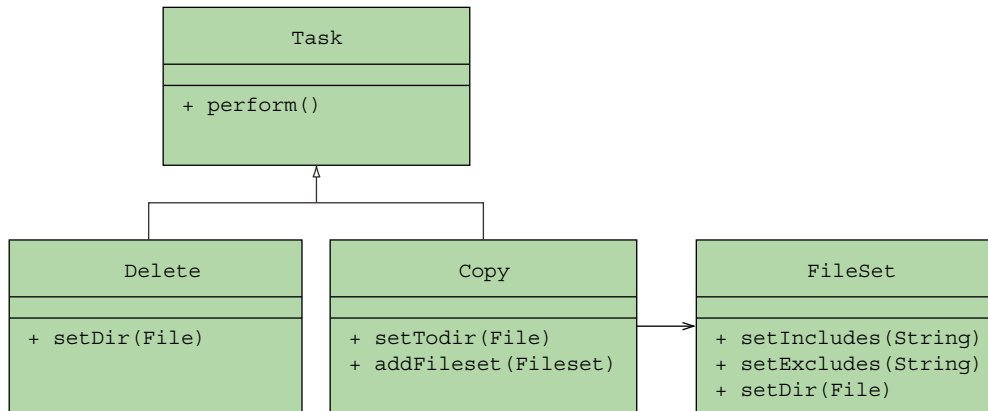 Task
+ perform()
Delete
+ setDir(File)
Copy
+ setTodir(File)
+ addFileset(Fileset)
FileSet
+ setIncludes(String)
+ setExcludes(String)
+ setDir(File)